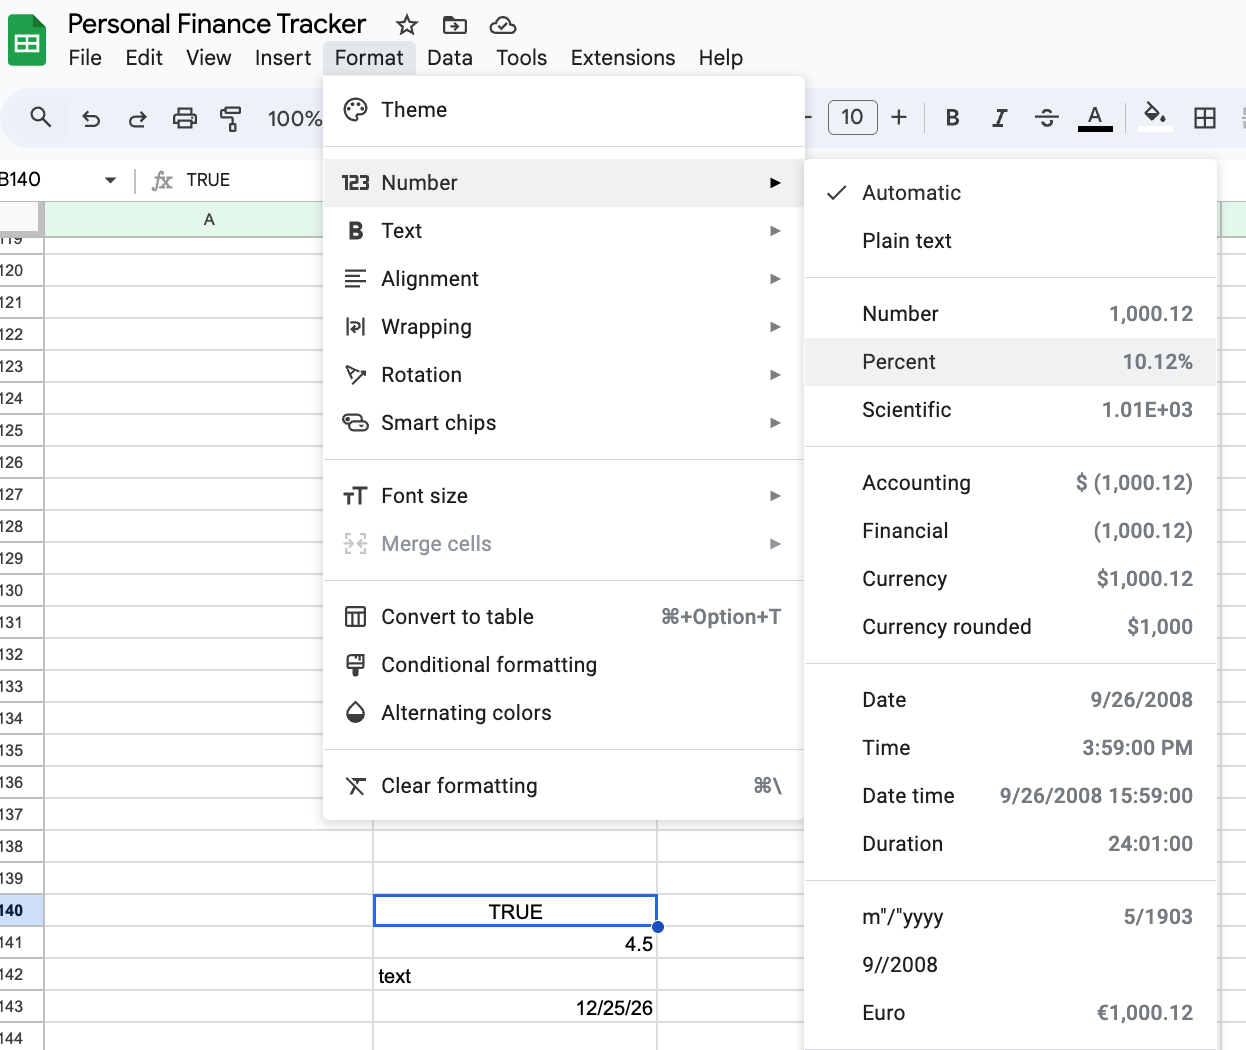 Personal Finance Tracker
File Edit View Insert Format Data Tools Extensions Help
100% 10 + B I A
B140 fx TRUE
A
119
120
121
122
123
124
125
126
127
128
129
130
131
132
133
134
135
136
137
138
139
140 TRUE
141 4.5
142 text
143 12/25/26
144
Theme
123 Number
B Text
Alignment
Wrapping
Rotation
Smart chips
Font size
Merge cells
Convert to table ⌘+Option+T
Conditional formatting
Alternating colors
Clear formatting ⌘\
Automatic
Plain text
Number 1,000.12
Percent 10.12%
Scientific 1.01E+03
Accounting $ (1,000.12)
Financial (1,000.12)
Currency $1,000.12
Currency rounded $1,000
Date 9/26/2008
Time 3:59:00 PM
Date time 9/26/2008 15:59:00
Duration 24:01:00
m"/"yyyy 5/1903
9//2008
Euro €1,000.12